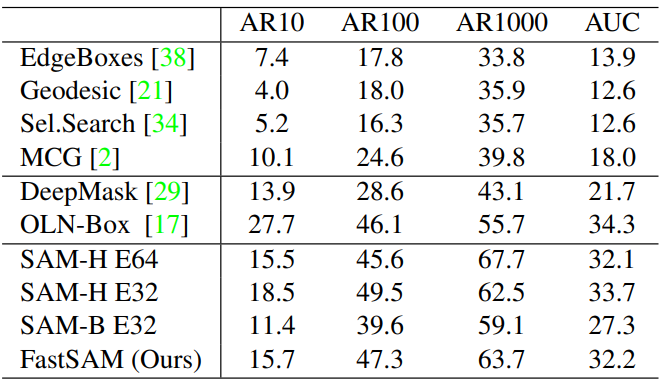 AR10 AR100 AR1000 AUC
EdgeBoxes [38] 7.4 17.8 33.8 13.9
Geodesic [21] 4.0 18.0 35.9 12.6
Sel.Search [34] 5.2 16.3 35.7 12.6
MCG [2] 10.1 24.6 39.8 18.0
DeepMask [29] 13.9 28.6 43.1 21.7
OLN-Box [17] 27.7 46.1 55.7 34.3
SAM-H E64 15.5 45.6 67.7 32.1
SAM-H E32 18.5 49.5 62.5 33.7
SAM-B E32 11.4 39.6 59.1 27.3
FastSAM (Ours) 15.7 47.3 63.7 32.2